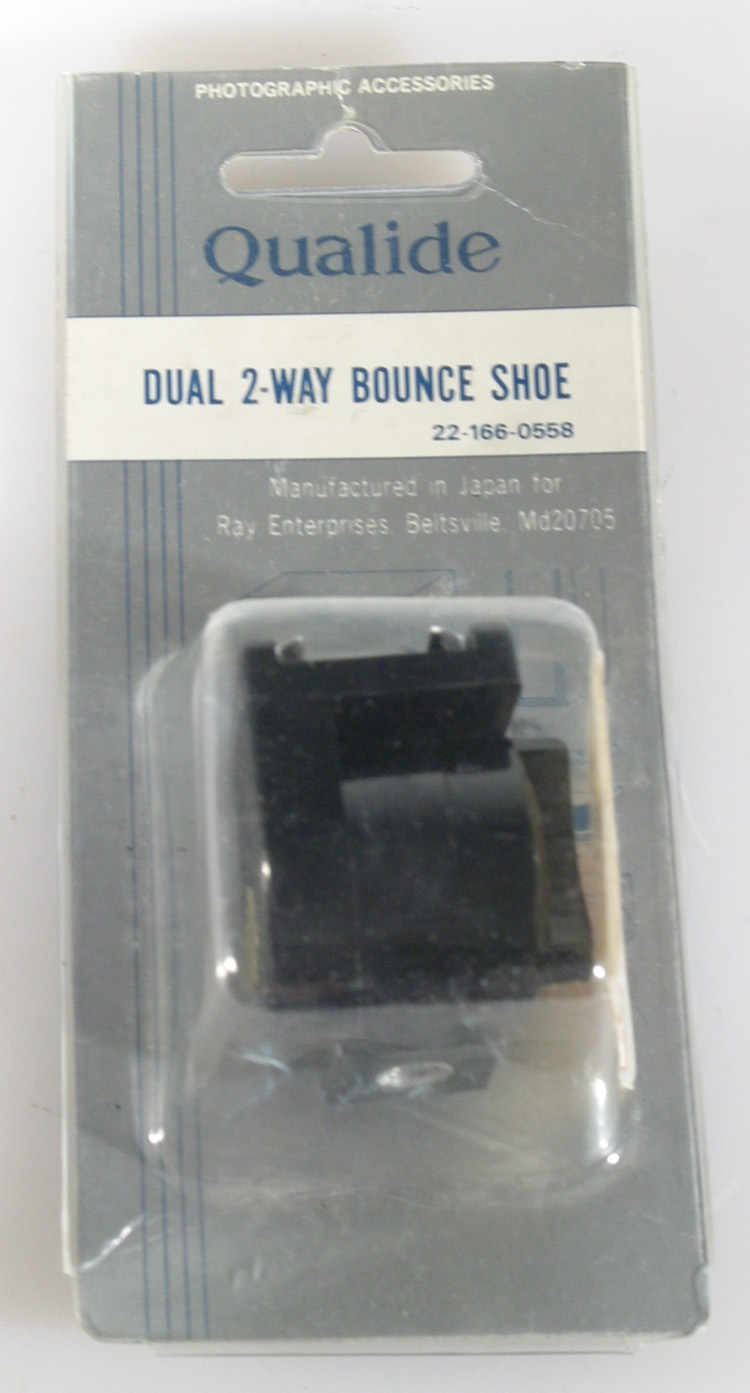 PHOTOGRAPHIC ACCESSORIES
Qualide
DUAL 2-WAY BOUNCE SHOE
22-166-0558
Manufactured in Japan for
Ray Enterprises. Beltsville. Md20705